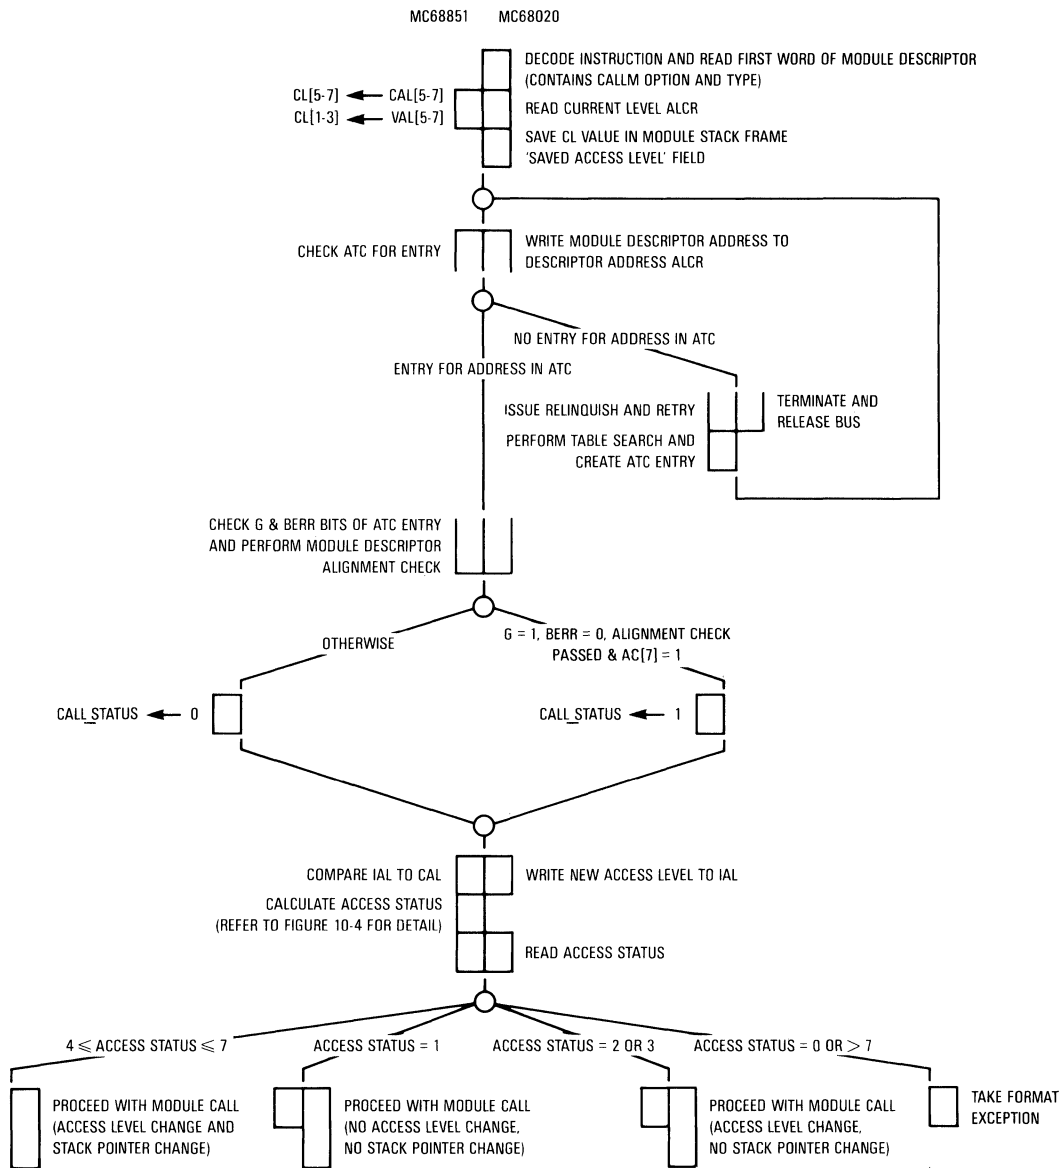 MC68851 MC68020
DECODE INSTRUCTION AND READ FIRST WORD OF MODULE DESCRIPTOR
(CONTAINS CALLM OPTION AND TYPE)
CL[5-7] ← CAL[5-7]
CL[1-3] ← VAL[5-7]
READ CURRENT LEVEL ALCR
SAVE CL VALUE IN MODULE STACK FRAME
'SAVED ACCESS LEVEL' FIELD
CHECK ATC FOR ENTRY
WRITE MODULE DESCRIPTOR ADDRESS TO
DESCRIPTOR ADDRESS ALCR
NO ENTRY FOR ADDRESS IN ATC
ENTRY FOR ADDRESS IN ATC
ISSUE RELINQUISH AND RETRY
TERMINATE AND
RELEASE BUS
PERFORM TABLE SEARCH AND
CREATE ATC ENTRY
CHECK G & BERR BITS OF ATC ENTRY
AND PERFORM MODULE DESCRIPTOR
ALIGNMENT CHECK
OTHERWISE
G = 1, BERR = 0, ALIGNMENT CHECK
PASSED & AC[7] = 1
CALL_STATUS ← 0
CALL_STATUS ← 1
COMPARE IAL TO CAL
WRITE NEW ACCESS LEVEL TO IAL
CALCULATE ACCESS STATUS
(REFER TO FIGURE 10-4 FOR DETAIL)
READ ACCESS STATUS
4 ⩽ ACCESS STATUS ⩽ 7
ACCESS STATUS = 1
ACCESS STATUS = 2 OR 3
ACCESS STATUS = 0 OR > 7
PROCEED WITH MODULE CALL
(ACCESS LEVEL CHANGE AND
STACK POINTER CHANGE)
PROCEED WITH MODULE CALL
(NO ACCESS LEVEL CHANGE,
NO STACK POINTER CHANGE)
PROCEED WITH MODULE CALL
(ACCESS LEVEL CHANGE,
NO STACK POINTER CHANGE)
TAKE FORMAT
EXCEPTION